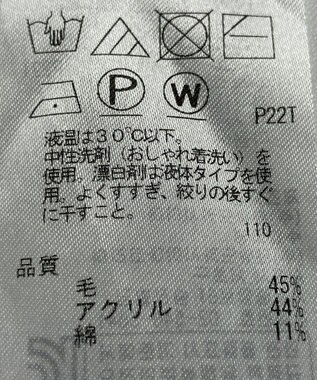 P
W
P22T
液温は30℃以下。
中性洗剤（おしゃれ着洗い）を
使用。漂白剤は液体タイプを使
用。よくすすぎ、絞りの後すぐ
に干すこと。
110
品質
毛 45%
アクリル 44%
綿 11%